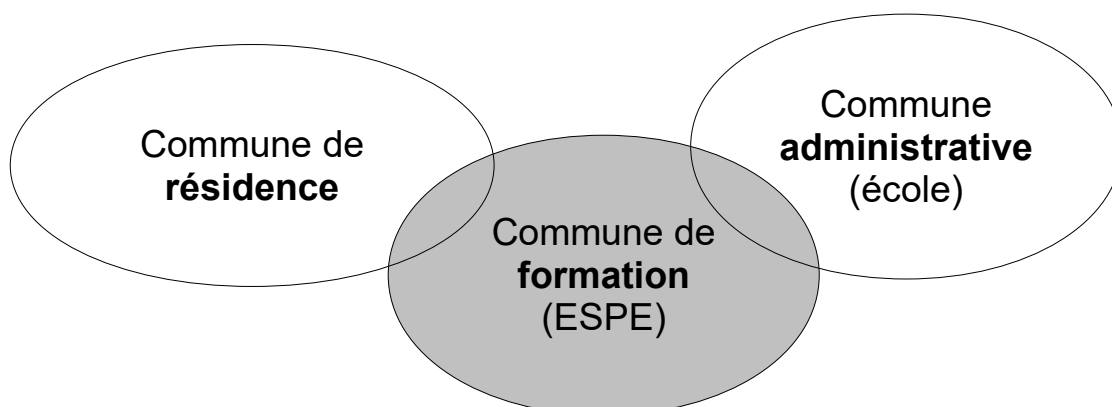 Commune de
résidence
Commune
administrative
(école)
Commune de
formation
(ESPE)